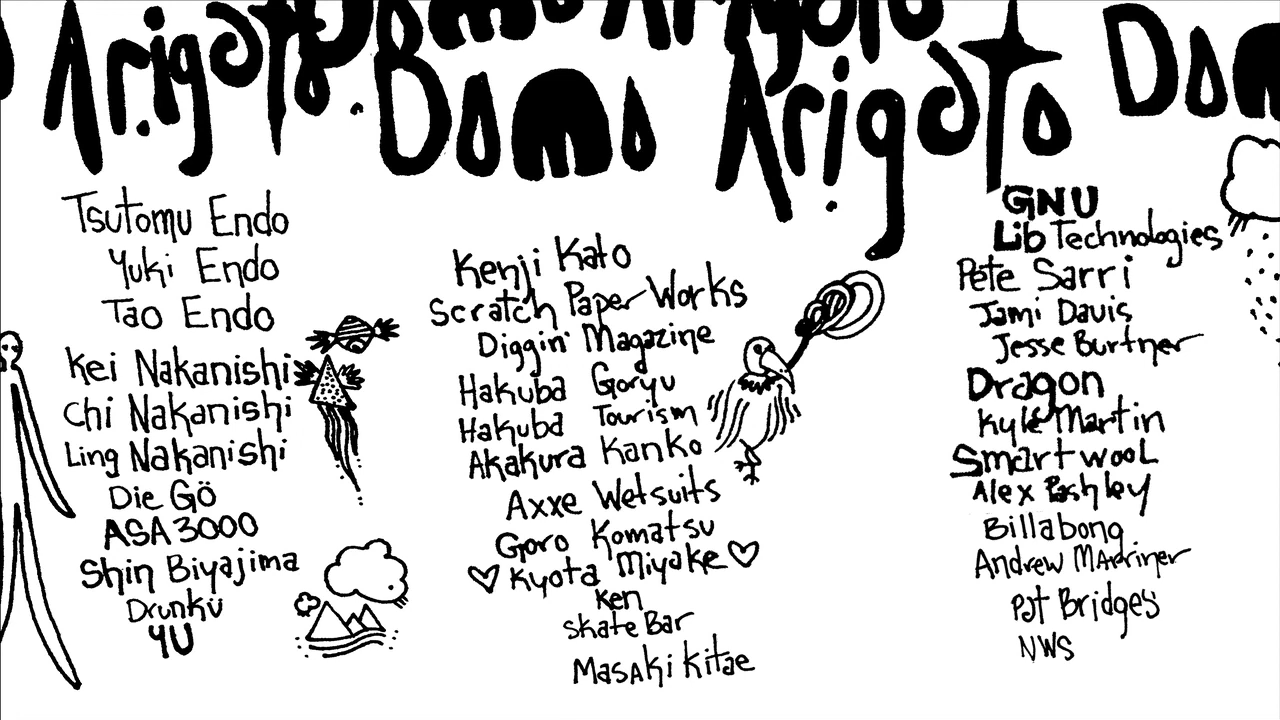 Domo Arigato
Arigato
Domo Arigato
Tsutomu Endo
Yuki Endo
Tao Endo
Kei Nakanishi
Chi Nakanishi
Ling Nakanishi
Die Gö
ASA 3000
Shin Biyajima
Drunkü
YU
Kenji Kato
Scratch Paper Works
Diggin' Magazine
Hakuba Goryu
Hakuba Tourism
Akakura Kanko
Axxe Wetsuits
Goro Komatsu
Kyota Miyake
Ken
Skate Bar
Masaki Kitae
GNU
Lib Technologies
Pete Sarri
Jami Davis
Jesse Burtner
Dragon
Kyle Martin
Smartwool
Alex Pashley
Billabong
Andrew Marriner
Pat Bridges
NWS